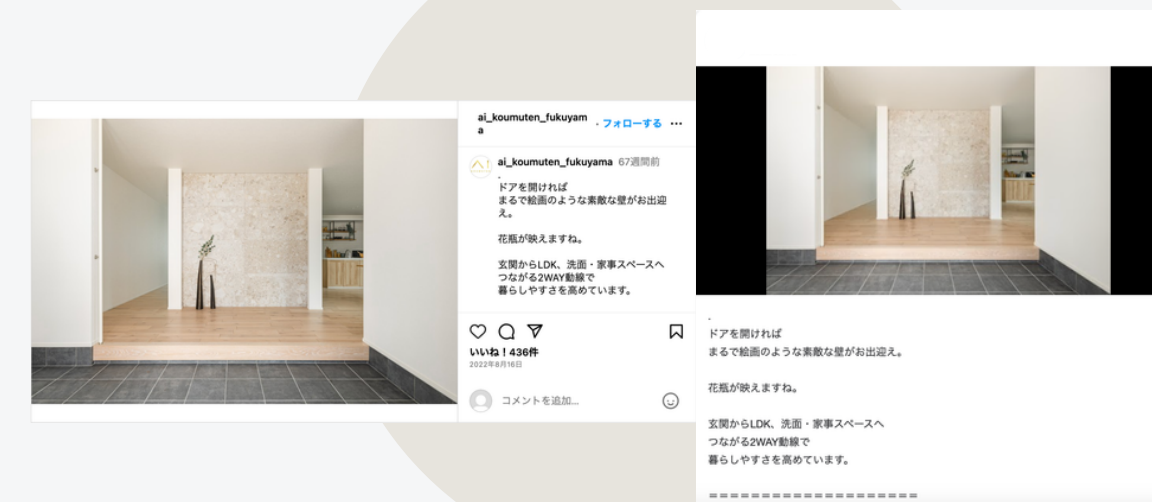 ai_koumuten_fukuyam
a
・フォローする
ai_koumuten_fukuyama 67週間前
.
ドアを開ければ
まるで絵画のような素敵な壁がお出迎
え。
花瓶が映えますね。
玄関からLDK、洗面・家事スペースへ
つながる2WAY動線で
暮らしやすさを高めています。
いいね！436件
2022年8月16日
コメントを追加...
.
ドアを開ければ
まるで絵画のような素敵な壁がお出迎え。
花瓶が映えますね。
玄関からLDK、洗面・家事スペースへ
つながる2WAY動線で
暮らしやすさを高めています。
＝＝＝＝＝＝＝＝＝＝＝＝＝＝＝＝＝＝＝